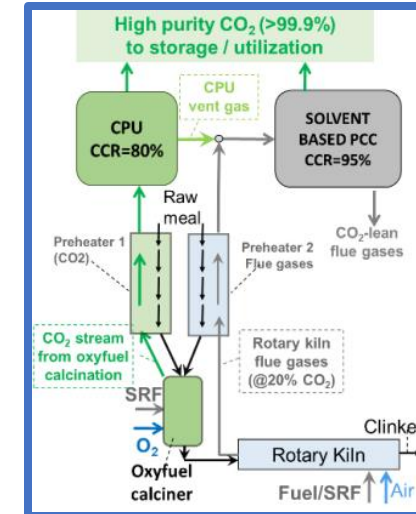 High purity CO₂ (>99.9%)
to storage / utilization
CPU
vent gas
CPU
CCR=80%
SOLVENT
BASED PCC
CCR=95%
Raw
meal
CO₂-lean
flue gases
Preheater 1
(CO2)
Preheater 2
Flue gases
CO₂ stream
from oxyfuel
calcination
Rotary kiln
flue gases
(@20% CO₂)
SRF
O₂
Oxyfuel
calciner
Clinke
Rotary Kiln
Fuel/SRF
Air